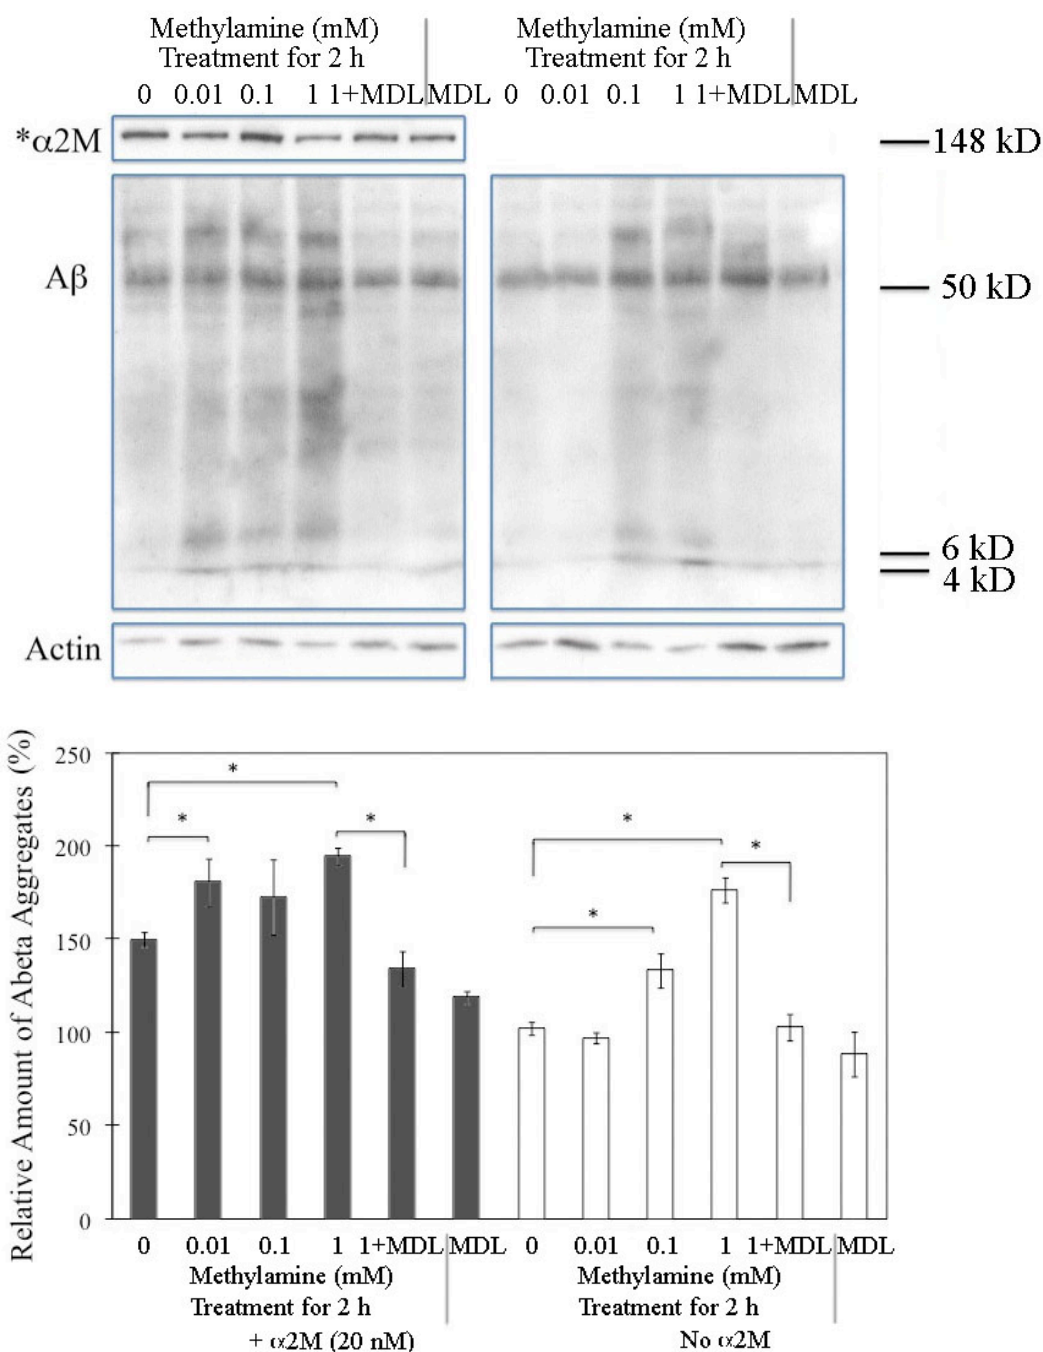 Methylamine (mM)
Treatment for 2 h
0 0.01 0.1 1 1+MDL MDL
Methylamine (mM)
Treatment for 2 h
0 0.01 0.1 1 1+MDL MDL
*α2M
148 kD
Aβ
50 kD
6 kD
4 kD
Actin
Relative Amount of Abeta Aggregates (%)
250
200
150
100
50
0
* * * * * *
0 0.01 0.1 1 1+MDL MDL
Methylamine (mM)
Treatment for 2 h
+ α2M (20 nM)
0 0.01 0.1 1 1+MDL MDL
Methylamine (mM)
Treatment for 2 h
No α2M